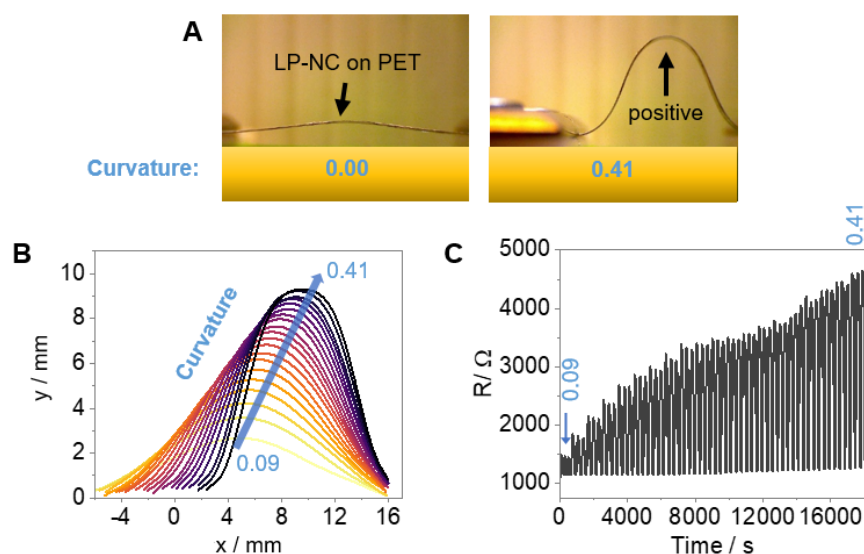 A
LP-NC on PET
positive
Curvature:
0.00
0.41
B
y / mm
10
8
6
4
2
0
Curvature
0.41
0.09
-4
0
4
8
12
16
x / mm
C
R/ Ω
5000
4000
3000
2000
1000
0.09
0.41
0
4000
8000
12000
16000
Time / s